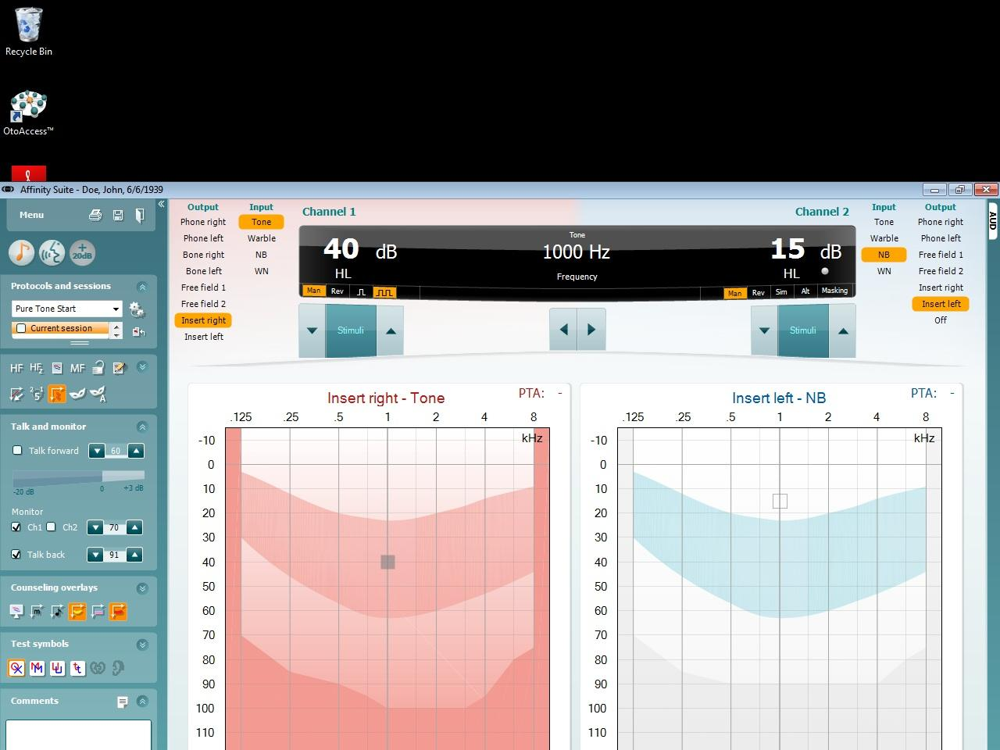 Recycle Bin
OtoAccess™
Affinity Suite - Doe, John, 6/6/1939
Menu
+
20dB
Protocols and sessions
Pure Tone Start
Current session
HF HFz MF
2-1
5
A
Talk and monitor
Talk forward 60
-20 dB 0 +3 dB
Monitor
Ch1 Ch2 70
Talk back 91
Counseling overlays
m
Test symbols
Comments
Output Input
Phone right Tone
Phone left Warble
Bone right NB
Bone left WN
Free field 1
Free field 2
Insert right
Insert left
Channel 1
Channel 2
Tone
40 dB 1000 Hz 15 dB
HL Frequency HL
Man Rev
Man Rev Sim Alt Masking
Stimuli
Stimuli
Input Output
Tone Phone right
Warble Phone left
NB Free field 1
WN Free field 2
Insert right
Insert left
Off
AUD
Insert right - Tone PTA: -
.125 .25 .5 1 2 4 8
kHz
-10
0
10
20
30
40
50
60
70
80
90
100
110
Insert left - NB PTA: -
.125 .25 .5 1 2 4 8
kHz
-10
0
10
20
30
40
50
60
70
80
90
100
110